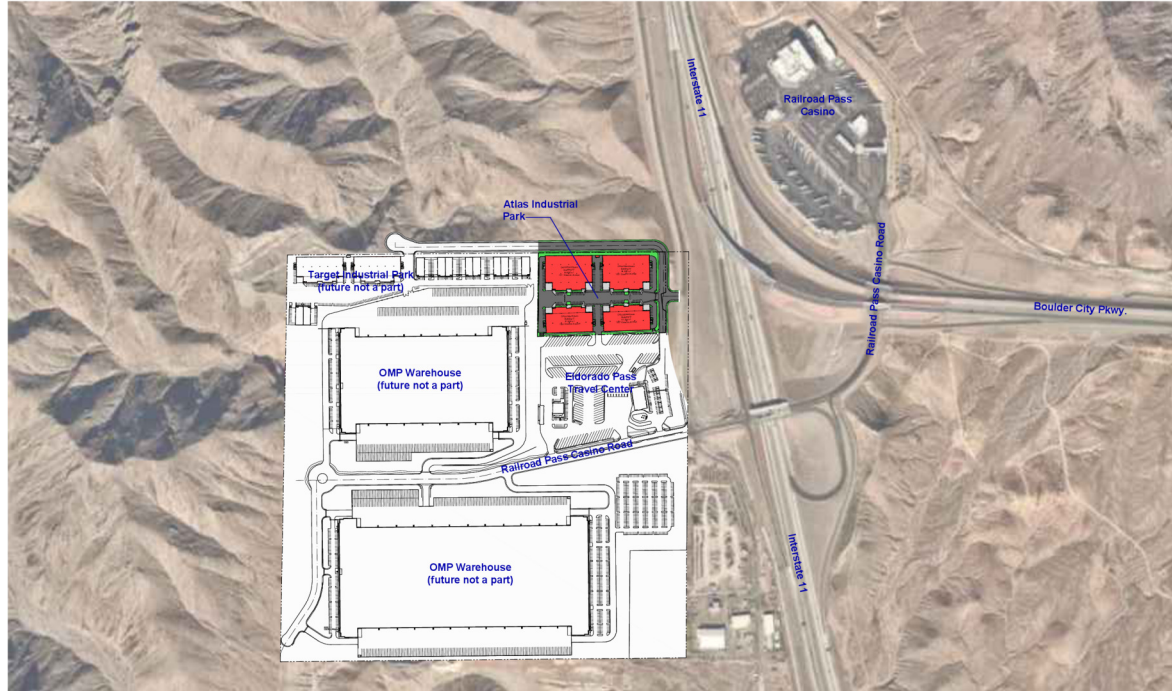 Interstate 11
Railroad Pass
Casino
Atlas Industrial
Park
Railroad Pass Casino Road
Target Industrial Park
(future not a part)
Boulder City Pkwy.
OMP Warehouse
(future not a part)
Eldorado Pass
Travel Center
Railroad Pass Casino Road
Interstate 11
OMP Warehouse
(future not a part)